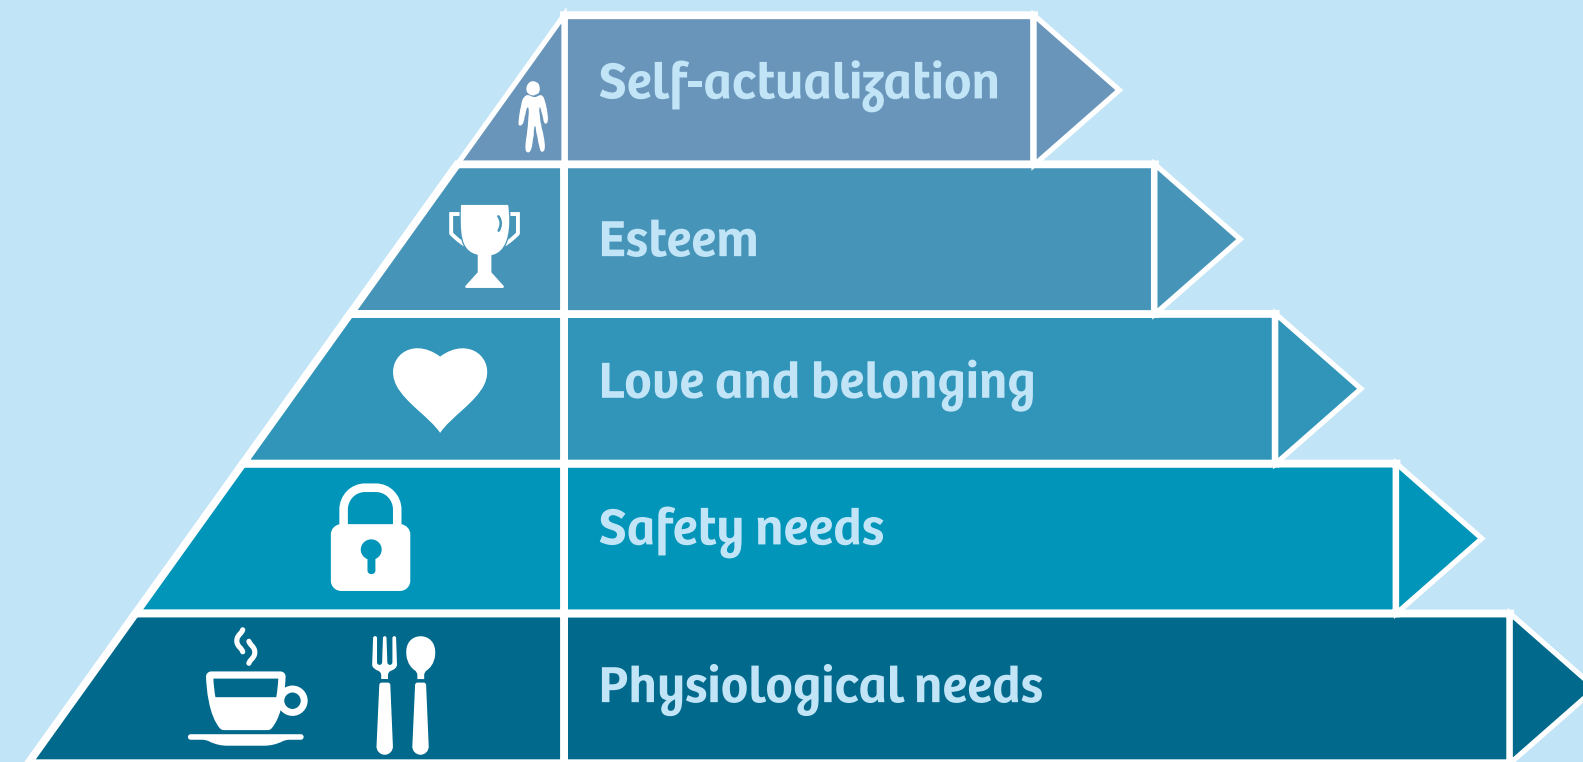 Self-actualization
Esteem
Love and belonging
Safety needs
Physiological needs